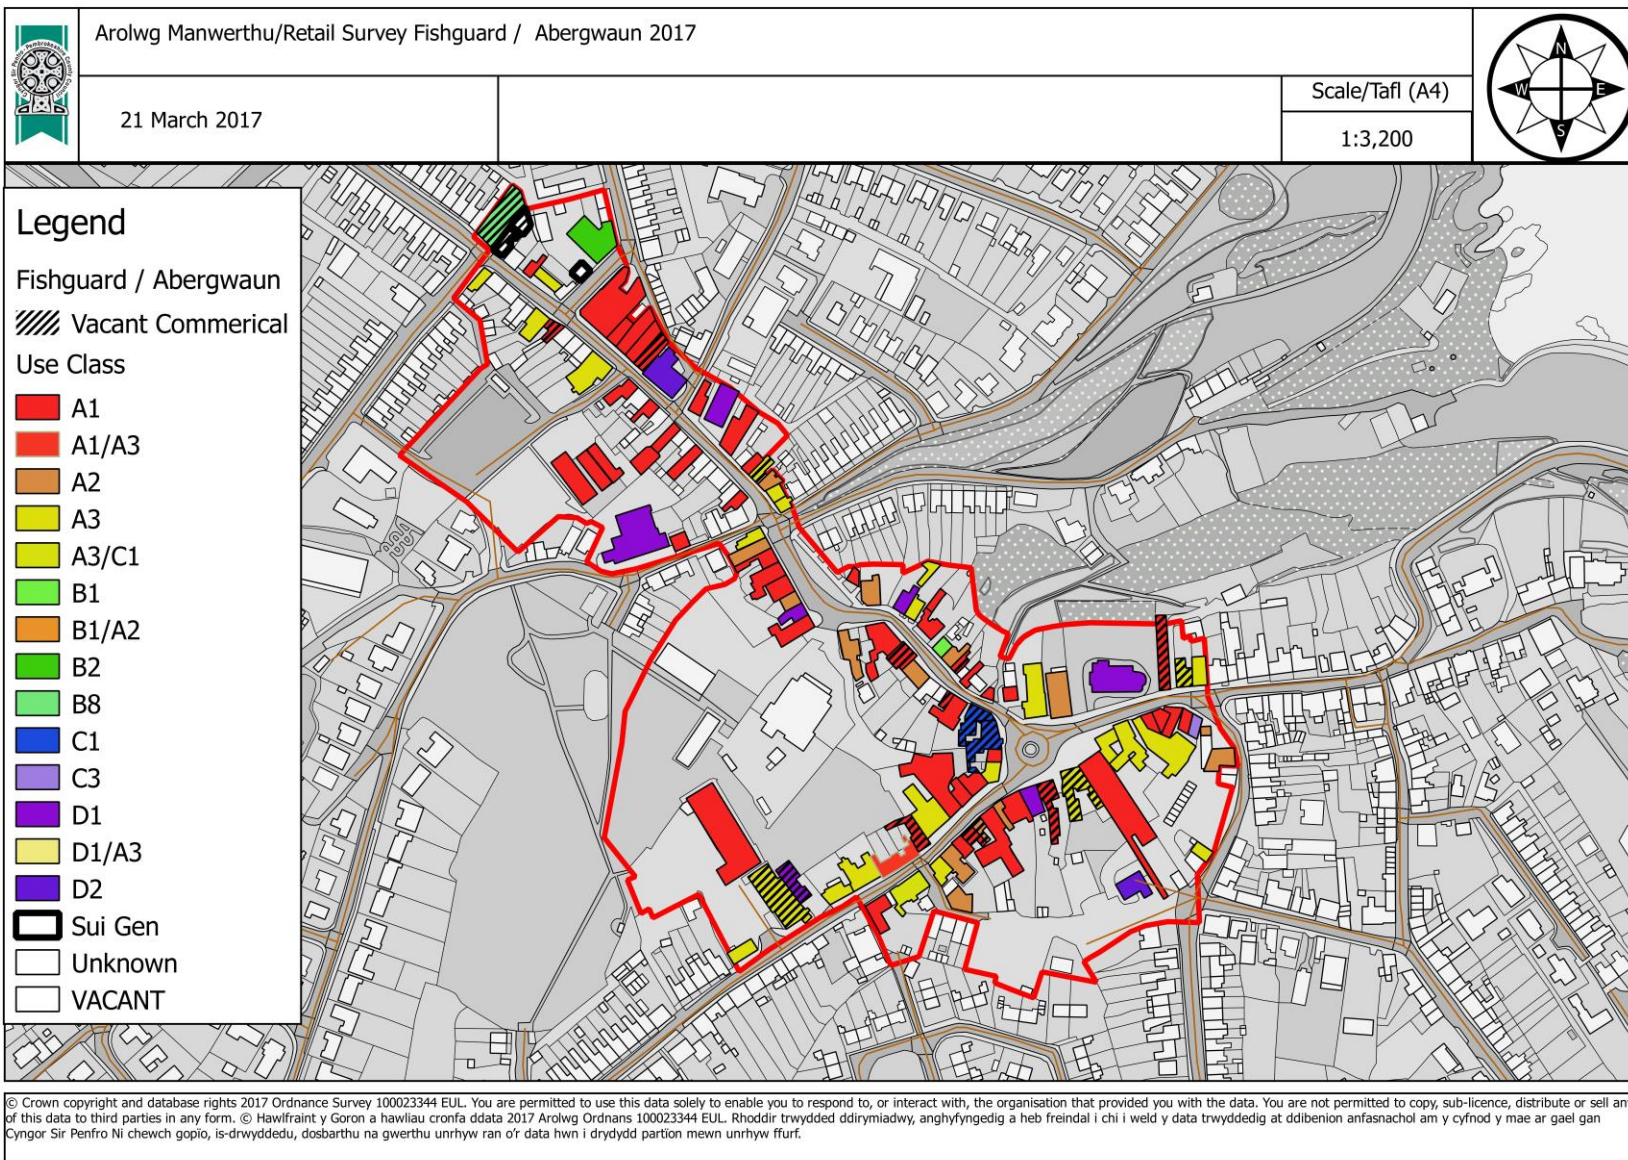 Arolwg Manwerthu/Retail Survey Fishguard / Abergwaun 2017
21 March 2017
Scale/Tafl (A4)
1:3,200
N
W
E
S
Legend
Fishguard / Abergwaun
Vacant Commerical
Use Class
A1
A1/A3
A2
A3
A3/C1
B1
B1/A2
B2
B8
C1
C3
D1
D1/A3
D2
Sui Gen
Unknown
VACANT
© Crown copyright and database rights 2017 Ordnance Survey 100023344 EUL. You are permitted to use this data solely to enable you to respond to, or interact with, the organisation that provided you with the data. You are not permitted to copy, sub-licence, distribute or sell
of this data to third parties in any form. © Hawlfraint y Goron a hawliau cronfa ddata 2017 Arolwg Ordnans 100023344 EUL. Rhoddir trwydded ddirymiadwy, anghyfyngedig a heb freindal i chi i weld y data trwyddedig at ddibenion anfasnachol am y cyfnod y mae ar gael gan
Cyngor Sir Penfro Ni chewch gopïo, is-drwyddedu, dosbarthu na gwerthu unrhyw ran o'r data hwn i drydydd partïon mewn unrhyw ffurf.